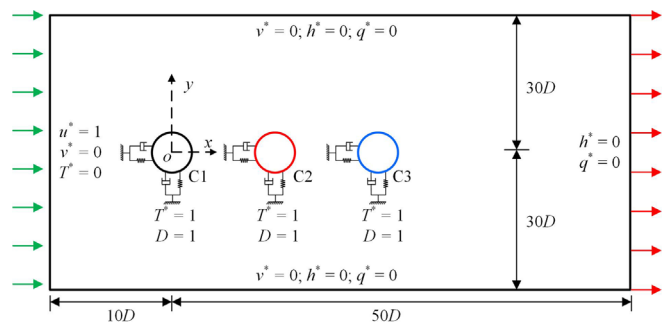 v* = 0; h* = 0; q* = 0
y
30D
u* = 1
v* = 0
T* = 0
o
x
C1
C2
C3
h* = 0
q* = 0
T* = 1
D = 1
T* = 1
D = 1
T* = 1
D = 1
30D
v* = 0; h* = 0; q* = 0
10D
50D